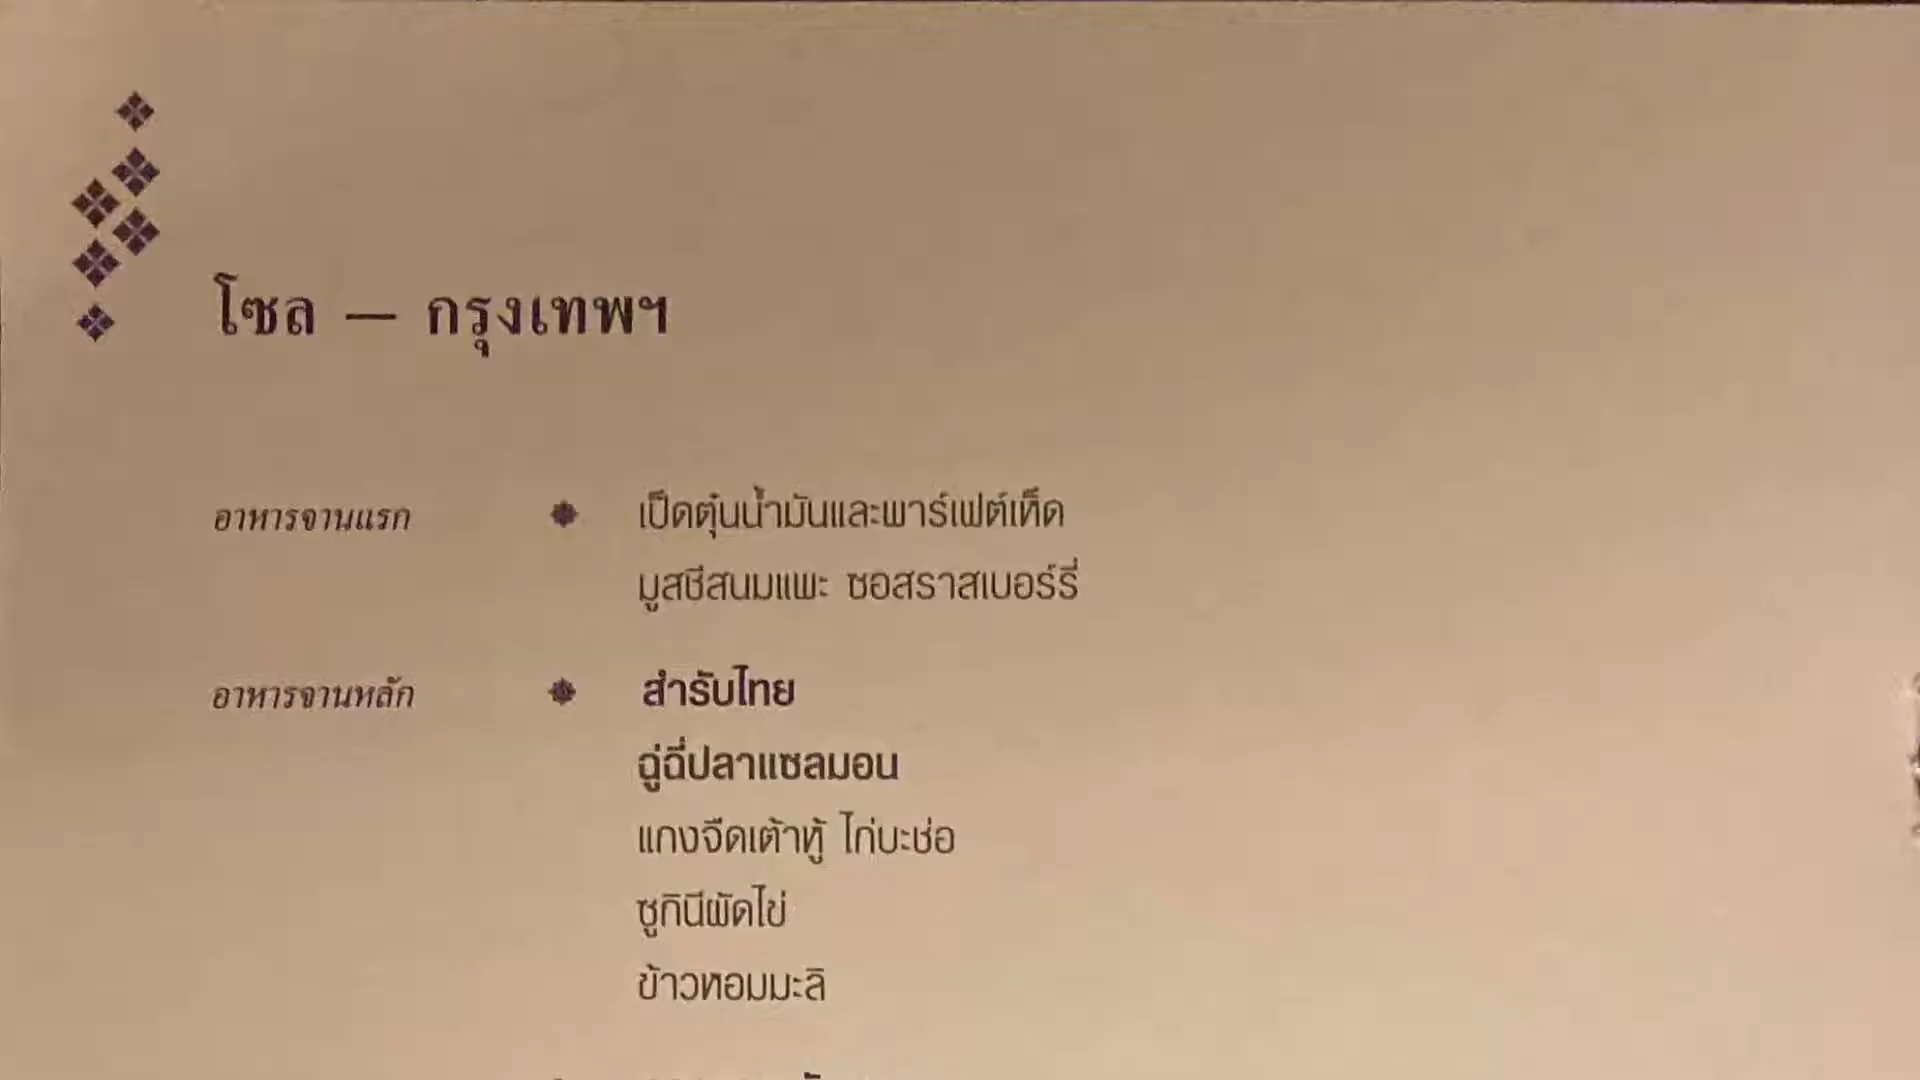 โซล — กรุงเทพฯ
อาหารจานแรก เป็ดตุ๋นน้ำมันและพาร์เฟต์เห็ด
มูสชีสนมแพะ ซอสราสเบอร์รี่
อาหารจานหลัก สำรับไทย
ฉู่ฉี่ปลาแซลมอน
แกงจืดเต้าหู้ ไก่บะช่อ
ซูกินีผัดไข่
ข้าวหอมมะลิ